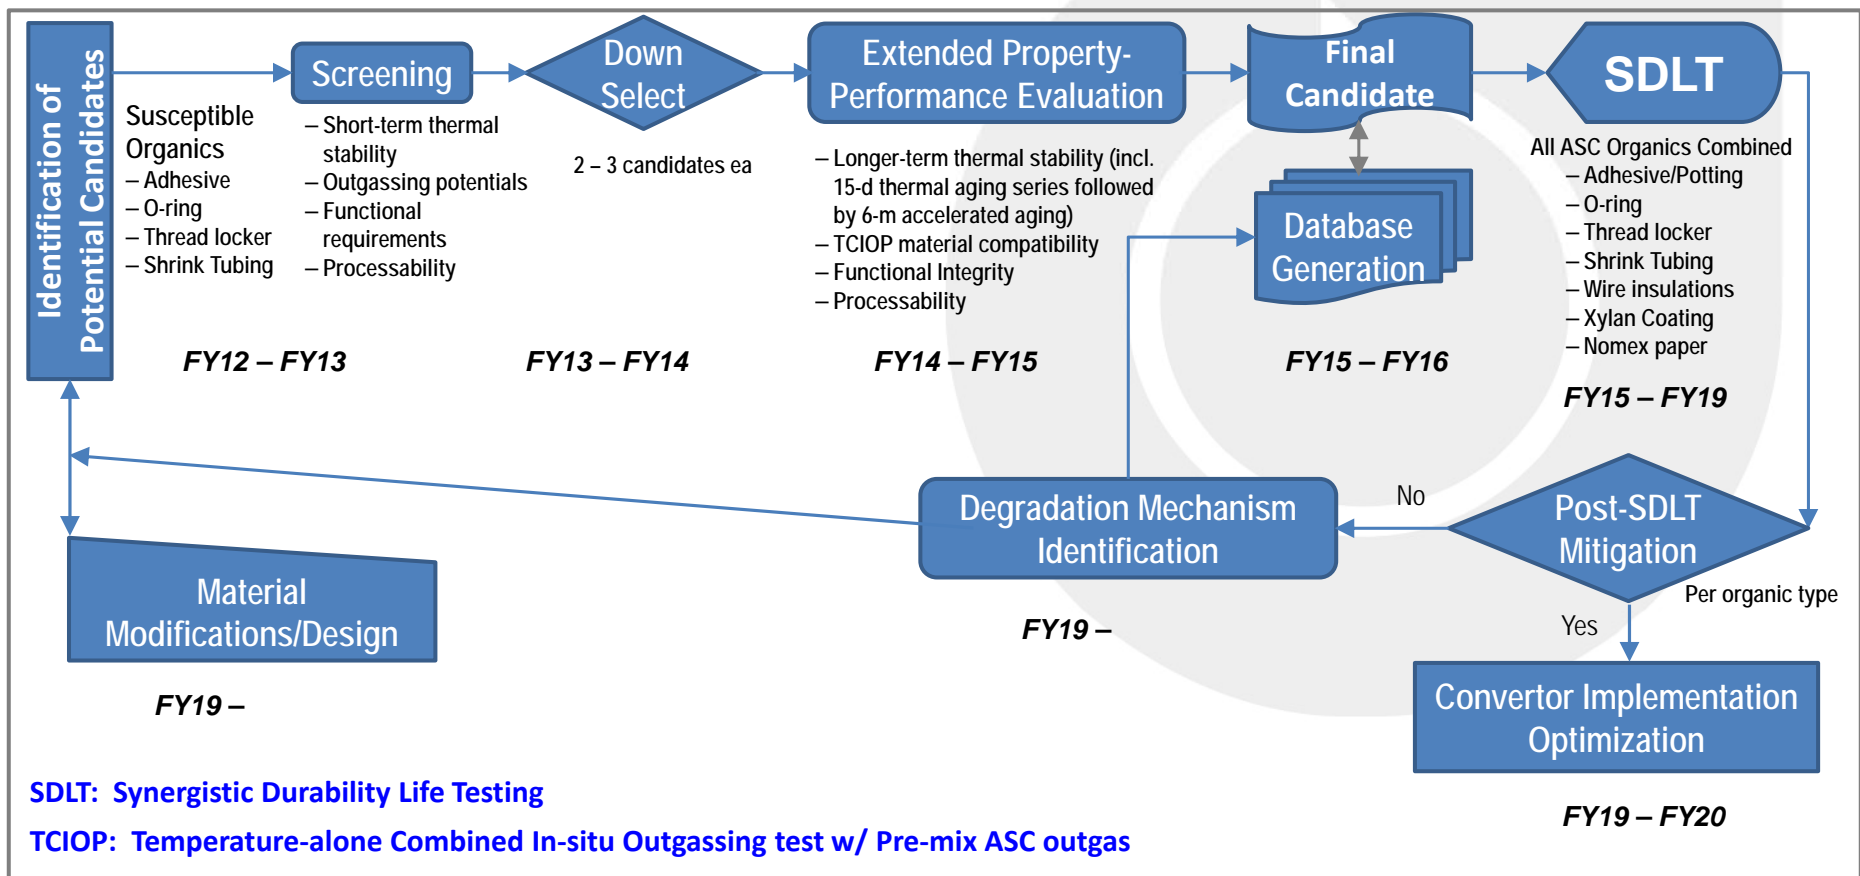 Identification of
Potential Candidates
Susceptible
Organics
– Adhesive
– O-ring
– Thread locker
– Shrink Tubing
FY12 – FY13
Screening
– Short-term thermal
stability
– Outgassing potentials
– Functional
requirements
– Processability
Down
Select
2 – 3 candidates ea
FY13 – FY14
Extended Property-
Performance Evaluation
– Longer-term thermal stability (incl.
15-d thermal aging series followed
by 6-m accelerated aging)
– TCIOP material compatibility
– Functional Integrity
– Processability
FY14 – FY15
Final
Candidate
Database
Generation
FY15 – FY16
SDLT
All ASC Organics Combined
– Adhesive/Potting
– O-ring
– Thread locker
– Shrink Tubing
– Wire insulations
– Xylan Coating
– Nomex paper
FY15 – FY19
Post-SDLT
Mitigation
Per organic type
No
Yes
Degradation Mechanism
Identification
FY19 –
Material
Modifications/Design
FY19 –
Convertor Implementation
Optimization
FY19 – FY20
SDLT: Synergistic Durability Life Testing
TCIOP: Temperature-alone Combined In-situ Outgassing test w/ Pre-mix ASC outgas